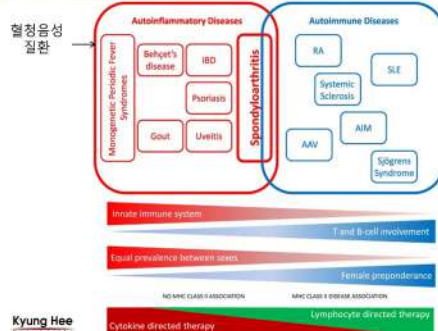 혈청음성
질환
Autoinflammatory Diseases
Autoimmune Diseases
Monogenetic Periodic Fever
Syndromes
Behçet's
disease
IBD
Psoriasis
Gout
Uveitis
Spondyloarthritis
RA
SLE
Systemic
Sclerosis
AIM
AAV
Sjögrens
Syndrome
Innate immune system
T and B-cell involvement
Equal prevalence between sexes
Female preponderance
NO MHC CLASS II ASSOCIATION
MHC CLASS II DISEASE ASSOCIATION
Lymphocyte directed therapy
Cytokine directed therapy
Kyung Hee